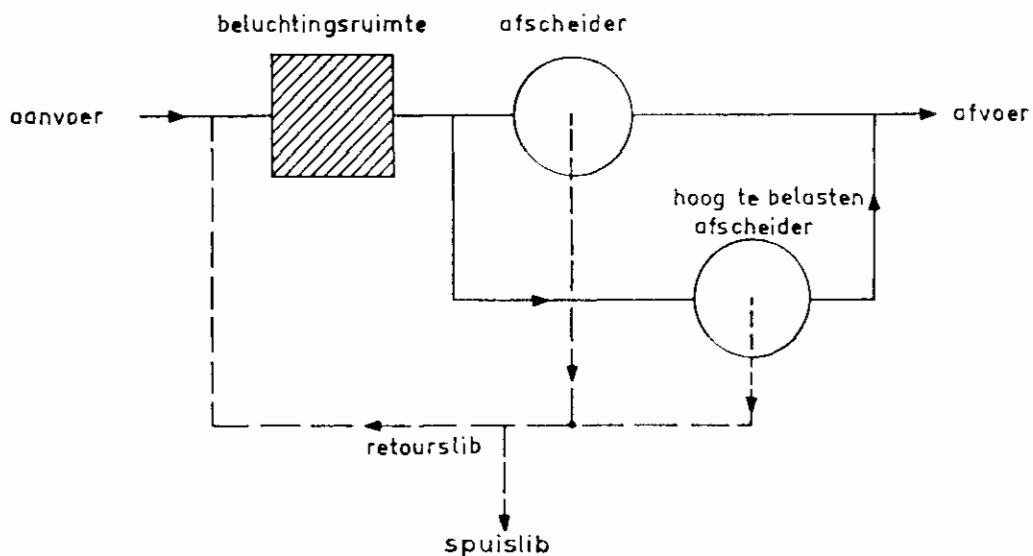 beluchtingsruimte
afscheider
aanvoer
afvoer
hoog te belasten
afscheider
retourslib
spuislib